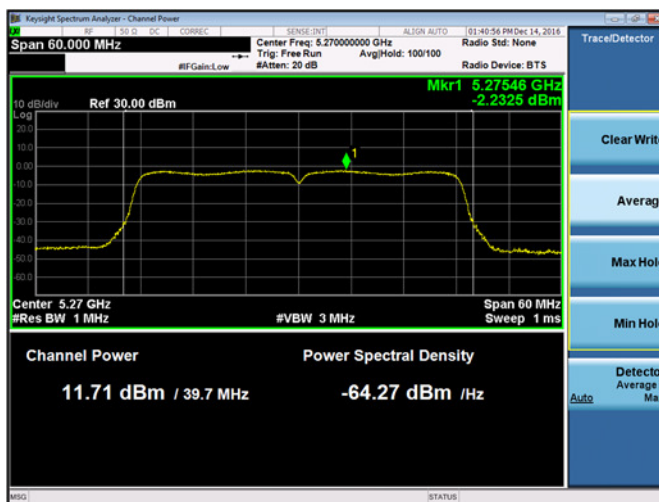 Keysight Spectrum Analyzer - Channel Power
RF 50 Ω DC CORREC SENSE:INT ALIGN AUTO 01:40:56 PM Dec 14, 2016
Span 60.000 MHz
Center Freq: 5.270000000 GHz Radio Std: None
Trig: Free Run Avg|Hold: 100/100
#IFGain:Low #Atten: 20 dB Radio Device: BTS
Trace/Detector
Mkr1 5.27546 GHz
10 dB/div Ref 30.00 dBm -2.2325 dBm
Log
20.0
10.0
0.00
-10.0
-20.0
-30.0
-40.0
-50.0
-60.0
1
Center 5.27 GHz Span 60 MHz
#Res BW 1 MHz #VBW 3 MHz Sweep 1 ms
Channel Power Power Spectral Density
11.71 dBm / 39.7 MHz -64.27 dBm /Hz
Clear Writ
Averag
Max Hol
Min Hol
Detecto
Average
Auto Ma
MSG STATUS